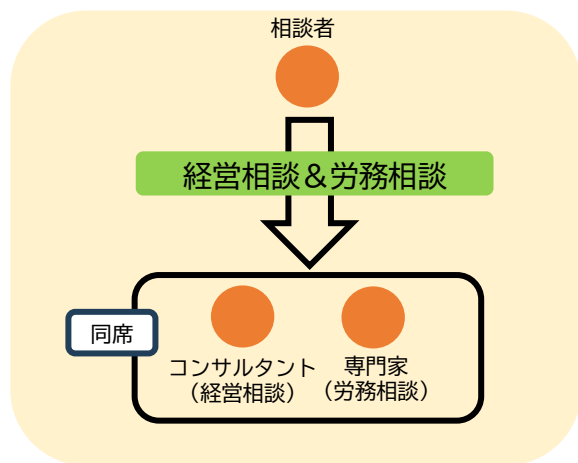 相談者
経営相談＆労務相談
同席
コンサルタント
（経営相談）
専門家
（労務相談）